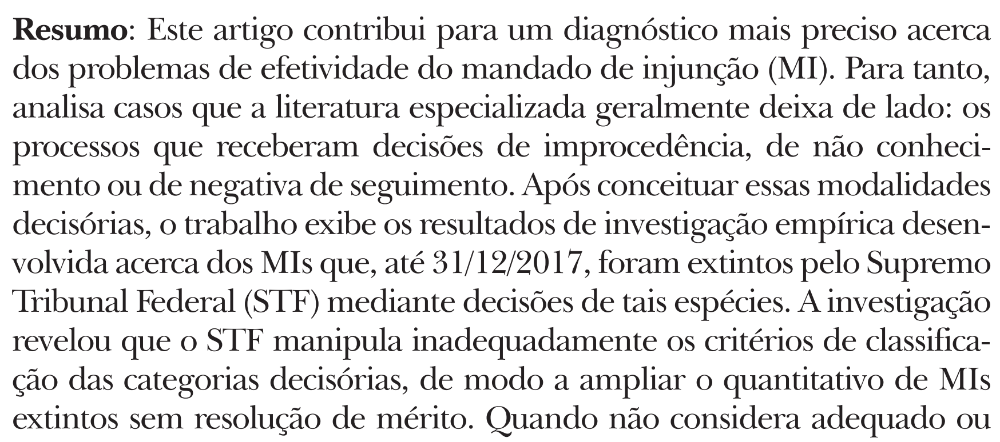 Resumo: Este artigo contribui para um diagnóstico mais preciso acerca
dos problemas de efetividade do mandado de injunção (MI). Para tanto,
analisa casos que a literatura especializada geralmente deixa de lado: os
processos que receberam decisões de improcedência, de não conheci-
mento ou de negativa de seguimento. Após conceituar essas modalidades
decisórias, o trabalho exibe os resultados de investigação empírica desen-
volvida acerca dos MIs que, até 31/12/2017, foram extintos pelo Supremo
Tribunal Federal (STF) mediante decisões de tais espécies. A investigação
revelou que o STF manipula inadequadamente os critérios de classifica-
ção das categorias decisórias, de modo a ampliar o quantitativo de MIs
extintos sem resolução de mérito. Quando não considera adequado ou